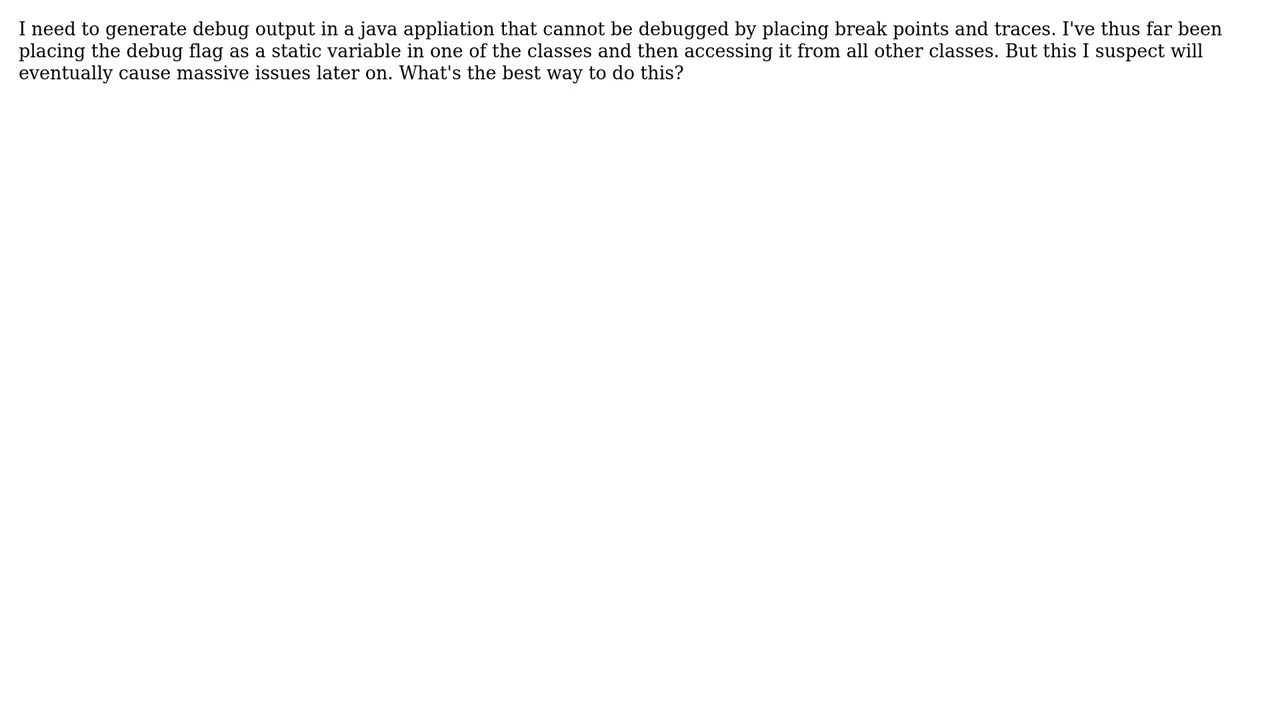 I need to generate debug output in a java appliation that cannot be debugged by placing break points and traces. I've thus far been
placing the debug flag as a static variable in one of the classes and then accessing it from all other classes. But this I suspect will
eventually cause massive issues later on. What's the best way to do this?